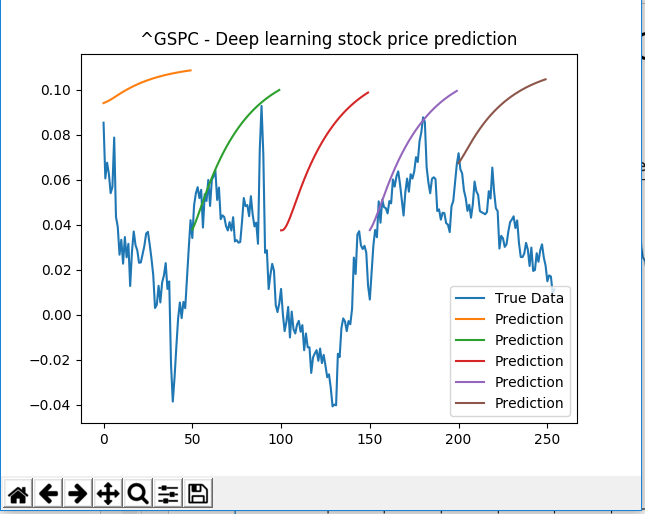 ^GSPC - Deep learning stock price prediction
0.10
0.08
0.06
0.04
0.02
0.00
−0.02
−0.04
0
50
100
150
200
250
True Data
Prediction
Prediction
Prediction
Prediction
Prediction